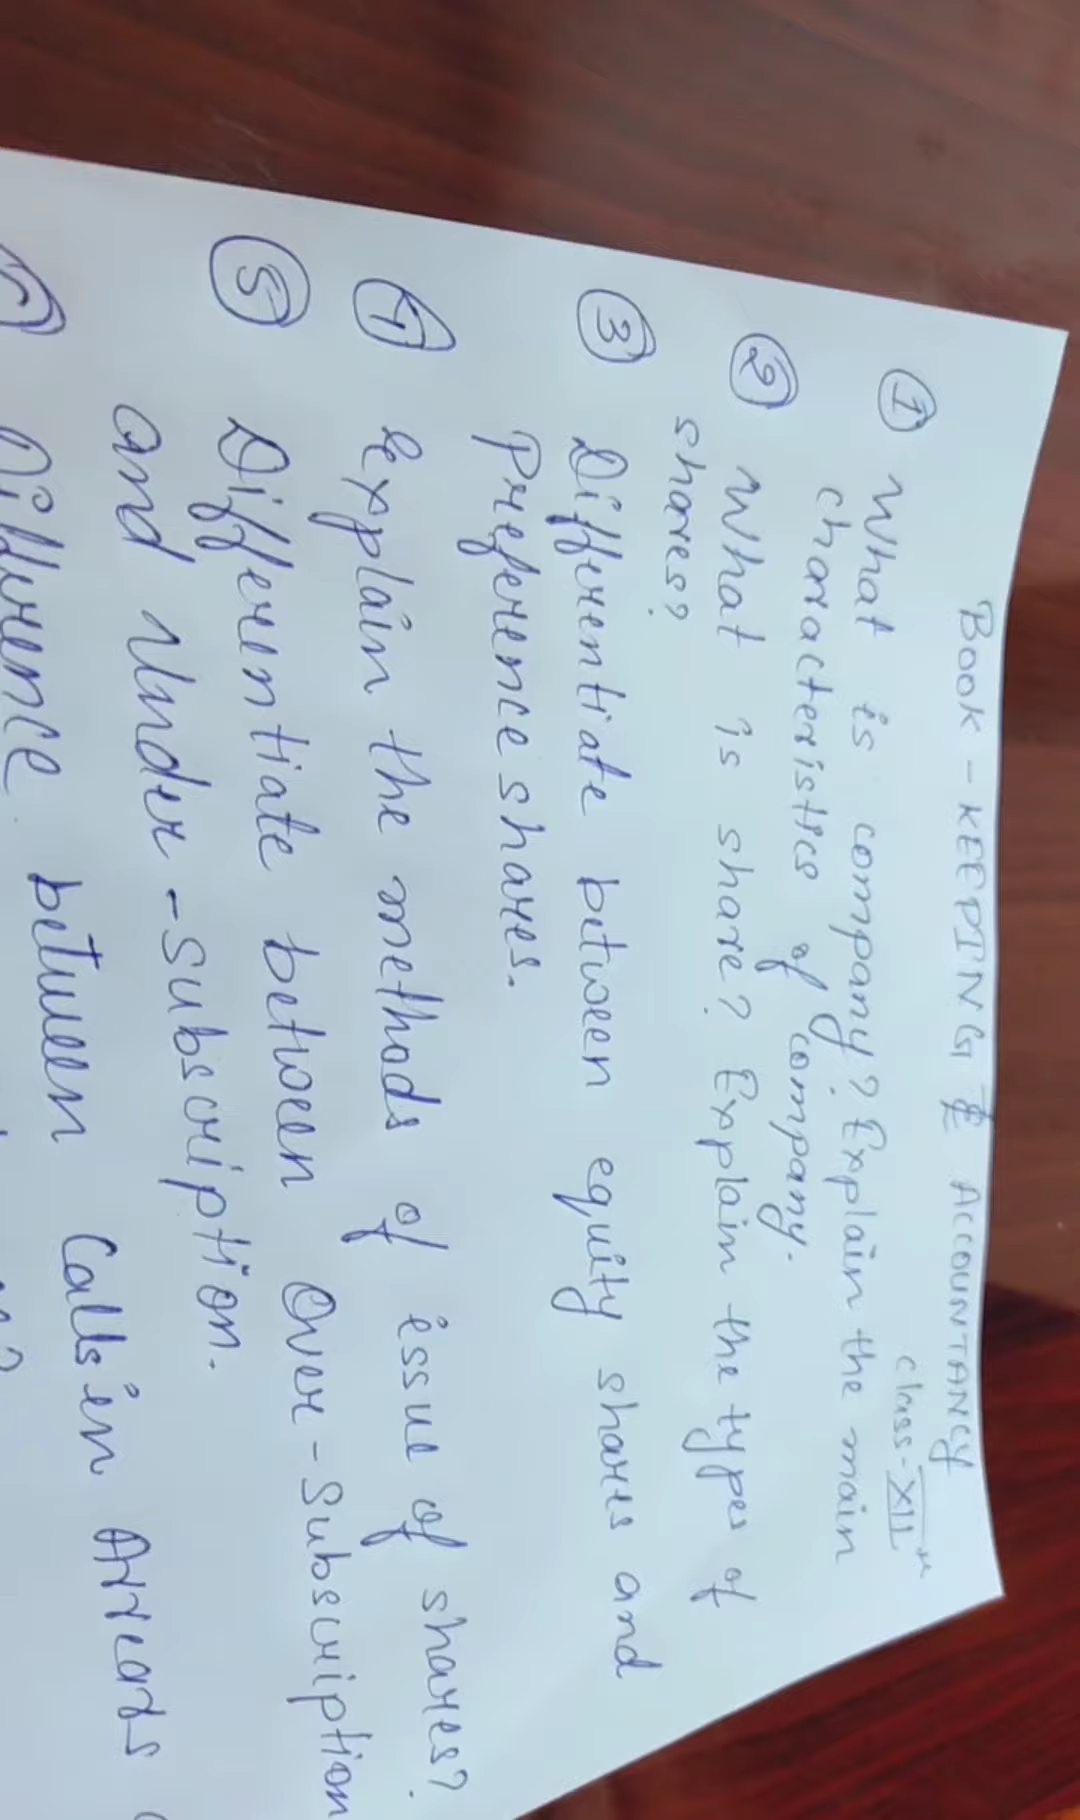 BOOK-KEEPING & ACCOUNTANCY
class-XII
① What is company? Explain the main
characteristics of company.
② What is share? Explain the types of
shares?
③ Differentiate between equity shares and
Preference shares.
④ Explain the methods of issue of shares?
⑤ Differentiate between Over-Subscription
and Under-Subscription.
Difference between Calls in Arrears